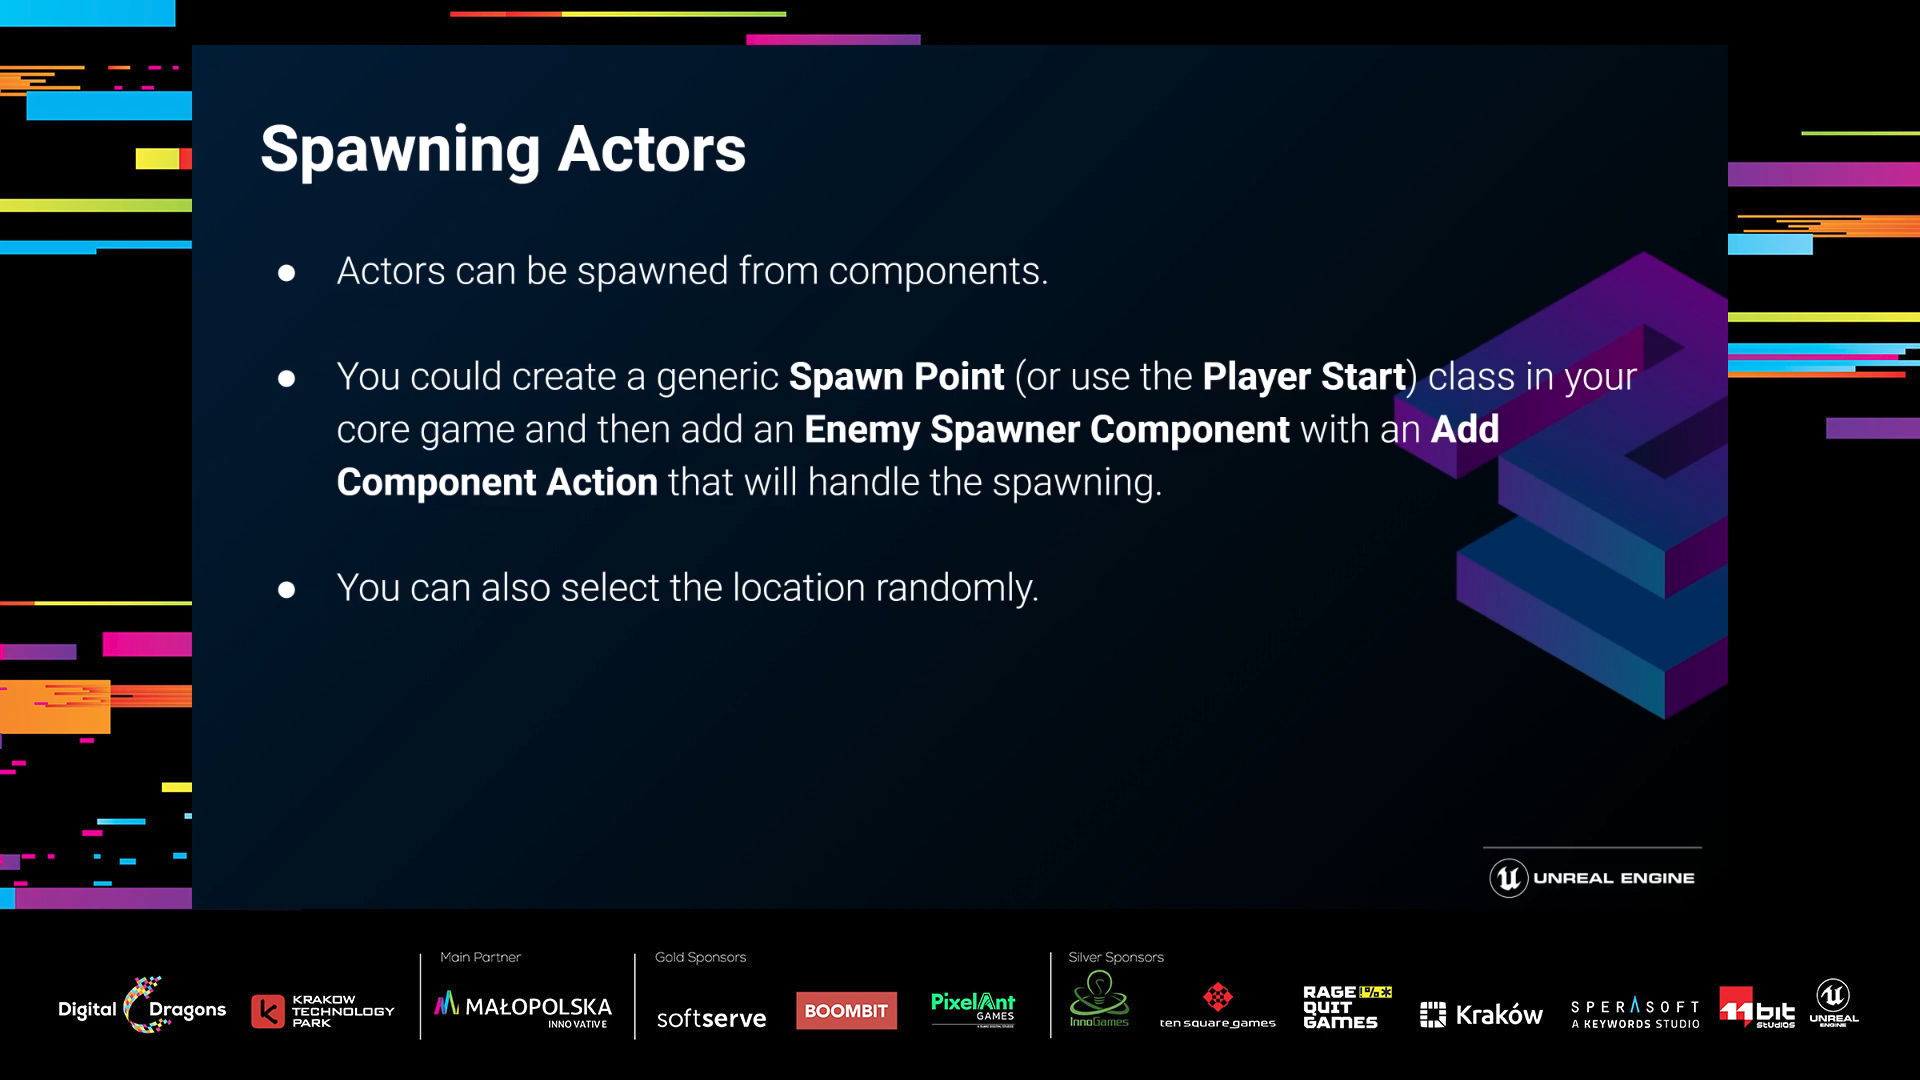 Spawning Actors
● Actors can be spawned from components.
● You could create a generic Spawn Point (or use the Player Start) class in your
core game and then add an Enemy Spawner Component with an Add
Component Action that will handle the spawning.
● You can also select the location randomly.
UNREAL ENGINE
Main Partner
Gold Sponsors
Silver Sponsors
Digital Dragons
KRAKOW
TECHNOLOGY
PARK
MAŁOPOLSKA
INNOVATIVE
softserve
BOOMBIT
PixelAnt
GAMES
InnoGames
ten square games
RAGE !%*
QUIT
GAMES
Kraków
SPERASOFT
A KEYWORDS STUDIO
11bit
studios
UNREAL
ENGINE